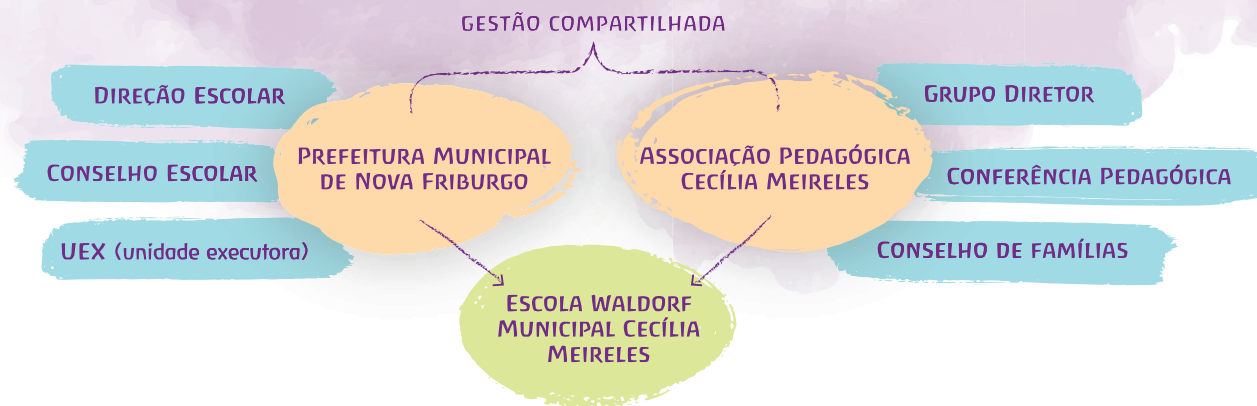 GESTÃO COMPARTILHADA
DIREÇÃO ESCOLAR
CONSELHO ESCOLAR
UEX (unidade executora)
PREFEITURA MUNICIPAL
DE NOVA FRIBURGO
ASSOCIAÇÃO PEDAGÓGICA
CECÍLIA MEIRELES
GRUPO DIRETOR
CONFERÊNCIA PEDAGÓGICA
CONSELHO DE FAMÍLIAS
ESCOLA WALDORF
MUNICIPAL CECÍLIA
MEIRELES